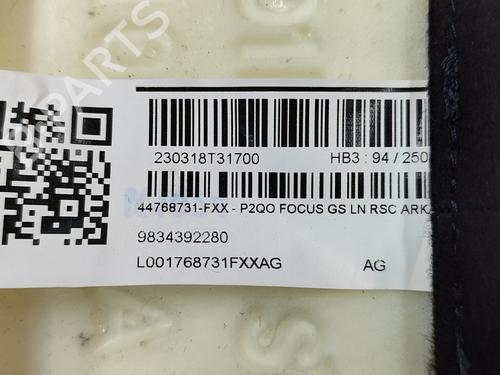 230318T31700
HB3 : 94 / 250
44768731-FXX - P2QO FOCUS GS LN RSC ARK
9834392280
L001768731FXXAG
AG